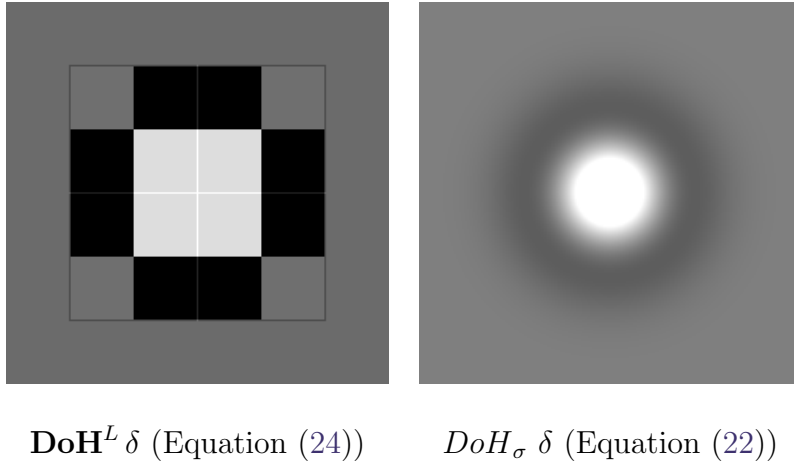 DoH^L δ (Equation (24))
DoH_σ δ (Equation (22))